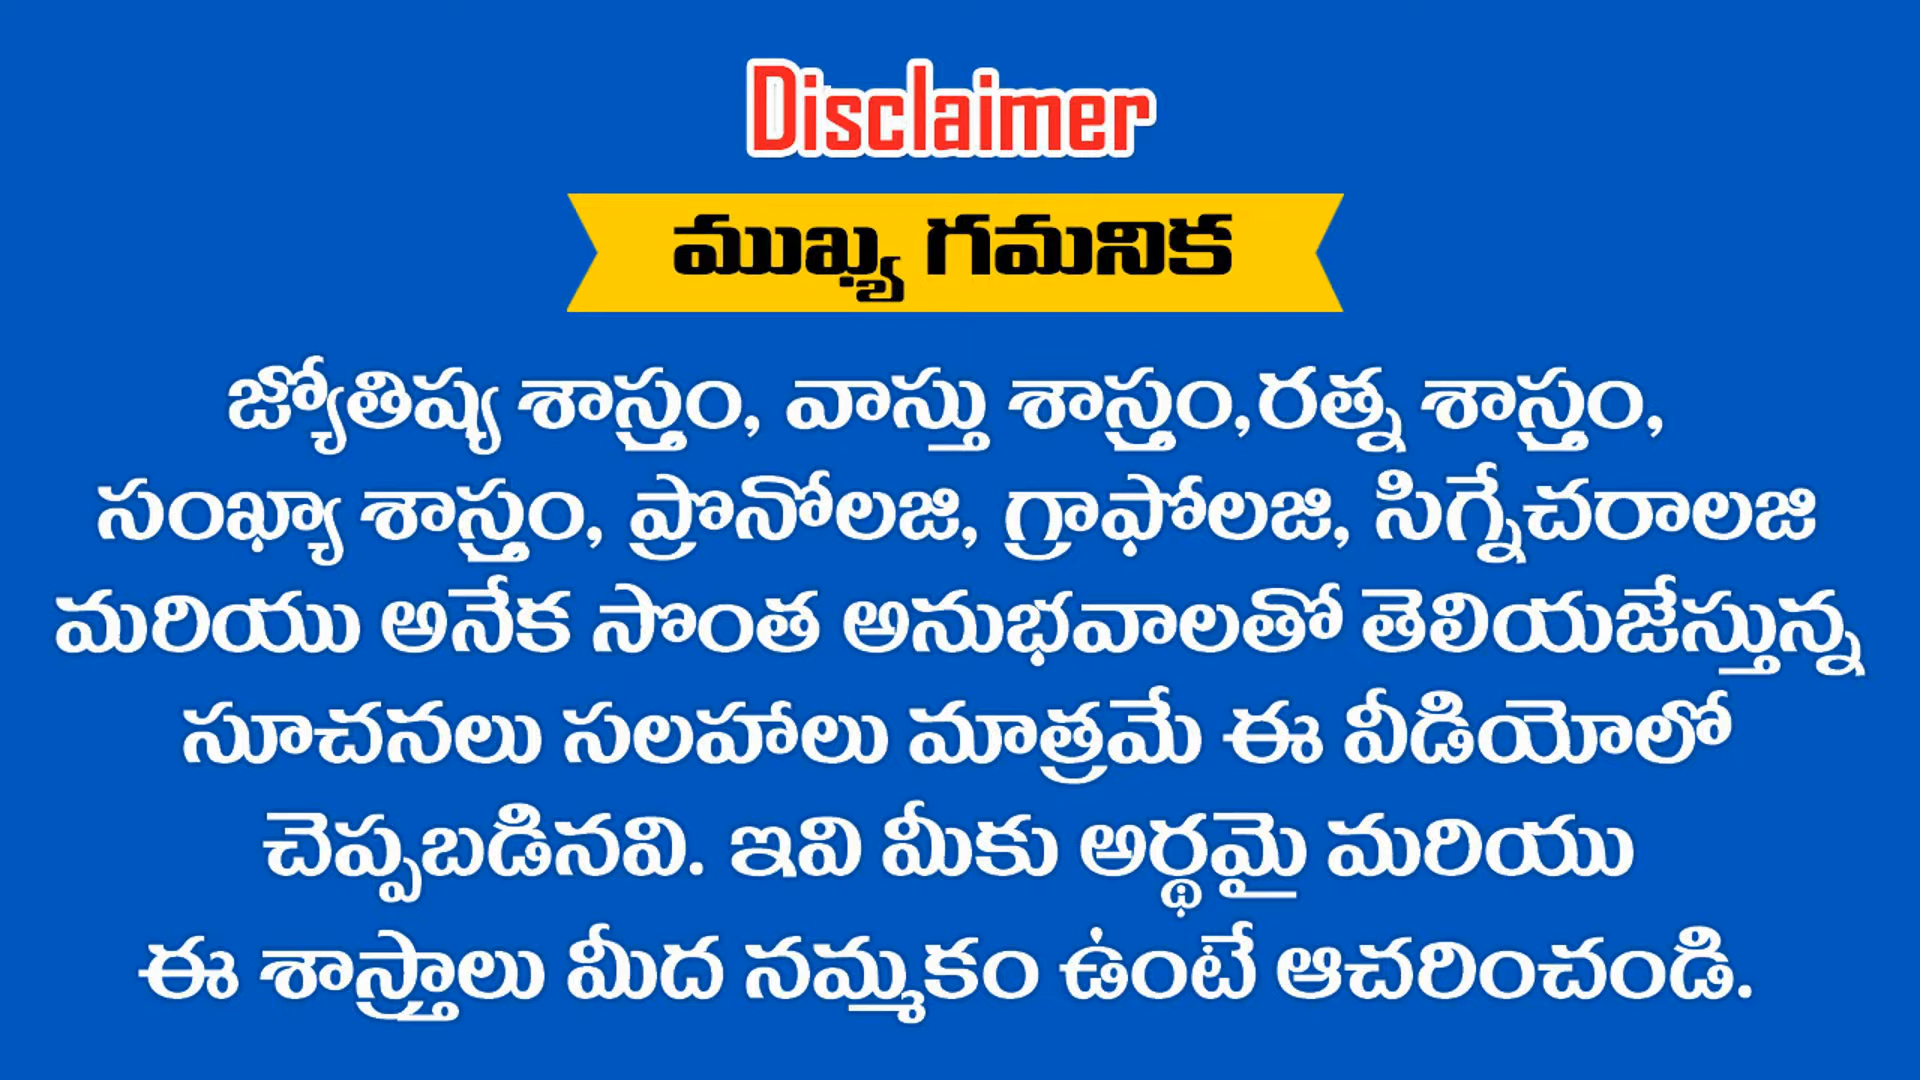 Disclaimer
ముఖ్య గమనిక
జ్యోతిష్య శాస్త్రం, వాస్తు శాస్త్రం,రత్న శాస్త్రం,
సంఖ్యా శాస్త్రం, ప్రొనోలజి, గ్రాఫోలజి, సిగ్నేచరాలజి
మరియు అనేక సొంత అనుభవాలతో తెలియజేస్తున్న
సూచనలు సలహాలు మాత్రమే ఈ వీడియోలో
చెప్పబడినవి. ఇవి మీకు అర్థమై మరియు
ఈ శాస్త్రాలు మీద నమ్మకం ఉంటే ఆచరించండి.